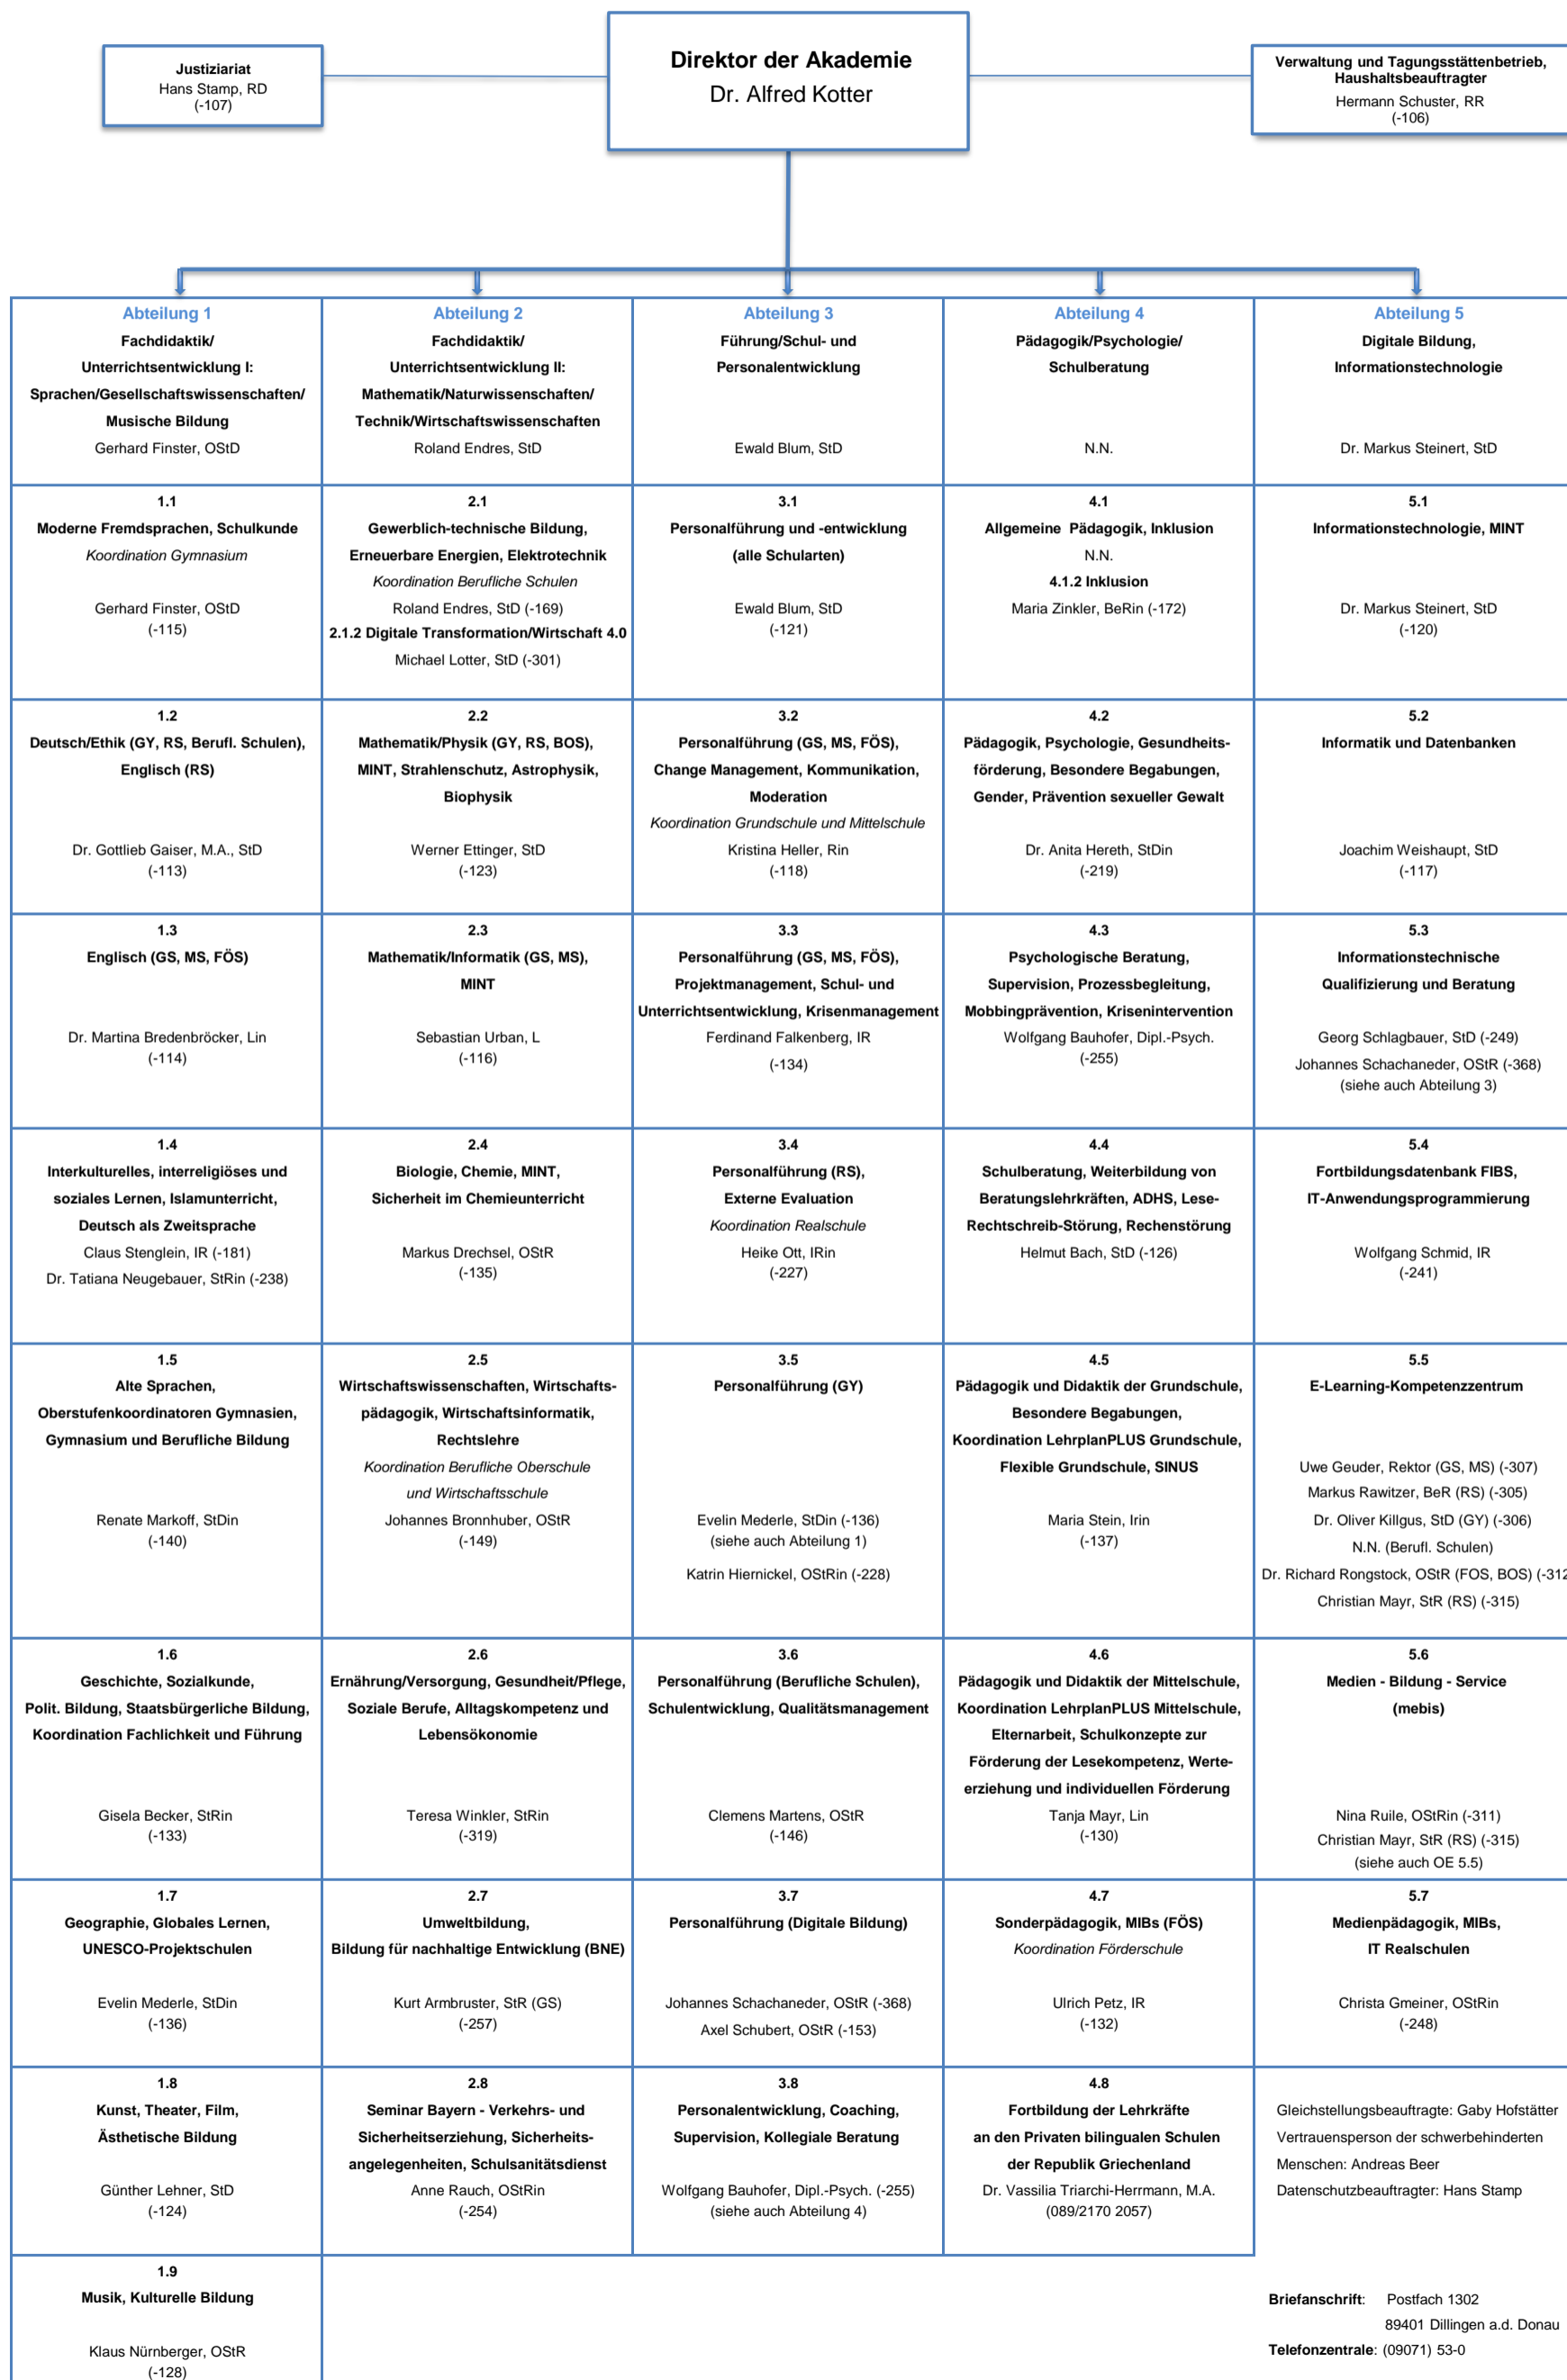 Justiziariat
Hans Stamp, RD
(-107)
Direktor der Akademie
Dr. Alfred Kotter
Verwaltung und Tagungsstättenbetrieb,
Haushaltsbeauftragter
Hermann Schuster, RR
(-106)
Abteilung 1
Fachdidaktik/
Unterrichtsentwicklung I:
Sprachen/Gesellschaftswissenschaften/
Musische Bildung
Gerhard Finster, OStD
Abteilung 2
Fachdidaktik/
Unterrichtsentwicklung II:
Mathematik/Naturwissenschaften/
Technik/Wirtschaftswissenschaften
Roland Endres, StD
Abteilung 3
Führung/Schul- und
Personalentwicklung
Ewald Blum, StD
Abteilung 4
Pädagogik/Psychologie/
Schulberatung
N.N.
Abteilung 5
Digitale Bildung,
Informationstechnologie
Dr. Markus Steinert, StD
1.1
Moderne Fremdsprachen, Schulkunde
Koordination Gymnasium
Gerhard Finster, OStD
(-115)
2.1
Gewerblich-technische Bildung,
Erneuerbare Energien, Elektrotechnik
Koordination Berufliche Schulen
Roland Endres, StD (-169)
2.1.2 Digitale Transformation/Wirtschaft 4.0
Michael Lotter, StD (-301)
3.1
Personalführung und -entwicklung
(alle Schularten)
Ewald Blum, StD
(-121)
4.1
Allgemeine Pädagogik, Inklusion
N.N.
4.1.2 Inklusion
Maria Zinkler, BeRin (-172)
5.1
Informationstechnologie, MINT
Dr. Markus Steinert, StD
(-120)
1.2
Deutsch/Ethik (GY, RS, Berufl. Schulen),
Englisch (RS)
Dr. Gottlieb Gaiser, M.A., StD
(-113)
2.2
Mathematik/Physik (GY, RS, BOS),
MINT, Strahlenschutz, Astrophysik,
Biophysik
Werner Ettinger, StD
(-123)
3.2
Personalführung (GS, MS, FÖS),
Change Management, Kommunikation,
Moderation
Koordination Grundschule und Mittelschule
Kristina Heller, Rin
(-118)
4.2
Pädagogik, Psychologie, Gesundheits-
förderung, Besondere Begabungen,
Gender, Prävention sexueller Gewalt
Dr. Anita Hereth, StDin
(-219)
5.2
Informatik und Datenbanken
Joachim Weishaupt, StD
(-117)
1.3
Englisch (GS, MS, FÖS)
Dr. Martina Bredenbröcker, Lin
(-114)
2.3
Mathematik/Informatik (GS, MS),
MINT
Sebastian Urban, L
(-116)
3.3
Personalführung (GS, MS, FÖS),
Projektmanagement, Schul- und
Unterrichtsentwicklung, Krisenmanagement
Ferdinand Falkenberg, IR
(-134)
4.3
Psychologische Beratung,
Supervision, Prozessbegleitung,
Mobbingprävention, Krisenintervention
Wolfgang Bauhofer, Dipl.-Psych.
(-255)
5.3
Informationstechnische
Qualifizierung und Beratung
Georg Schlagbauer, StD (-249)
Johannes Schachaneder, OStR (-368)
(siehe auch Abteilung 3)
1.4
Interkulturelles, interreligiöses und
soziales Lernen, Islamunterricht,
Deutsch als Zweitsprache
Claus Stenglein, IR (-181)
Dr. Tatiana Neugebauer, StRin (-238)
2.4
Biologie, Chemie, MINT,
Sicherheit im Chemieunterricht
Markus Drechsel, OStR
(-135)
3.4
Personalführung (RS),
Externe Evaluation
Koordination Realschule
Heike Ott, IRin
(-227)
4.4
Schulberatung, Weiterbildung von
Beratungslehrkräften, ADHS, Lese-
Rechtschreib-Störung, Rechenstörung
Helmut Bach, StD (-126)
5.4
Fortbildungsdatenbank FIBS,
IT-Anwendungsprogrammierung
Wolfgang Schmid, IR
(-241)
1.5
Alte Sprachen,
Oberstufenkoordinatoren Gymnasien,
Gymnasium und Berufliche Bildung
Renate Markoff, StDin
(-140)
2.5
Wirtschaftswissenschaften, Wirtschafts-
pädagogik, Wirtschaftsinformatik,
Rechtslehre
Koordination Berufliche Oberschule
und Wirtschaftsschule
Johannes Bronnhuber, OStR
(-149)
3.5
Personalführung (GY)
Evelin Mederle, StDin (-136)
(siehe auch Abteilung 1)
Katrin Hiernickel, OStRin (-228)
4.5
Pädagogik und Didaktik der Grundschule,
Besondere Begabungen,
Koordination LehrplanPLUS Grundschule,
Flexible Grundschule, SINUS
Maria Stein, Irin
(-137)
5.5
E-Learning-Kompetenzzentrum
Uwe Geuder, Rektor (GS, MS) (-307)
Markus Rawitzer, BeR (RS) (-305)
Dr. Oliver Killgus, StD (GY) (-306)
N.N. (Berufl. Schulen)
Dr. Richard Rongstock, OStR (FOS, BOS) (-312
Christian Mayr, StR (RS) (-315)
1.6
Geschichte, Sozialkunde,
Polit. Bildung, Staatsbürgerliche Bildung,
Koordination Fachlichkeit und Führung
Gisela Becker, StRin
(-133)
2.6
Ernährung/Versorgung, Gesundheit/Pflege,
Soziale Berufe, Alltagskompetenz und
Lebensökonomie
Teresa Winkler, StRin
(-319)
3.6
Personalführung (Berufliche Schulen),
Schulentwicklung, Qualitätsmanagement
Clemens Martens, OStR
(-146)
4.6
Pädagogik und Didaktik der Mittelschule,
Koordination LehrplanPLUS Mittelschule,
Elternarbeit, Schulkonzepte zur
Förderung der Lesekompetenz, Werte-
erziehung und individuellen Förderung
Tanja Mayr, Lin
(-130)
5.6
Medien - Bildung - Service
(mebis)
Nina Ruile, OStRin (-311)
Christian Mayr, StR (RS) (-315)
(siehe auch OE 5.5)
1.7
Geographie, Globales Lernen,
UNESCO-Projektschulen
Evelin Mederle, StDin
(-136)
2.7
Umweltbildung,
Bildung für nachhaltige Entwicklung (BNE)
Kurt Armbruster, StR (GS)
(-257)
3.7
Personalführung (Digitale Bildung)
Johannes Schachaneder, OStR (-368)
Axel Schubert, OStR (-153)
4.7
Sonderpädagogik, MIBs (FÖS)
Koordination Förderschule
Ulrich Petz, IR
(-132)
5.7
Medienpädagogik, MIBs,
IT Realschulen
Christa Gmeiner, OStRin
(-248)
1.8
Kunst, Theater, Film,
Ästhetische Bildung
Günther Lehner, StD
(-124)
2.8
Seminar Bayern - Verkehrs- und
Sicherheitserziehung, Sicherheits-
angelegenheiten, Schulsanitätsdienst
Anne Rauch, OStRin
(-254)
3.8
Personalentwicklung, Coaching,
Supervision, Kollegiale Beratung
Wolfgang Bauhofer, Dipl.-Psych. (-255)
(siehe auch Abteilung 4)
4.8
Fortbildung der Lehrkräfte
an den Privaten bilingualen Schulen
der Republik Griechenland
Dr. Vassilia Triarchi-Herrmann, M.A.
(089/2170 2057)
Gleichstellungsbeauftragte: Gaby Hofstätter
Vertrauensperson der schwerbehinderten
Menschen: Andreas Beer
Datenschutzbeauftragter: Hans Stamp
1.9
Musik, Kulturelle Bildung
Klaus Nürnberger, OStR
(-128)
Briefanschrift: Postfach 1302
89401 Dillingen a.d. Donau
Telefonzentrale: (09071) 53-0